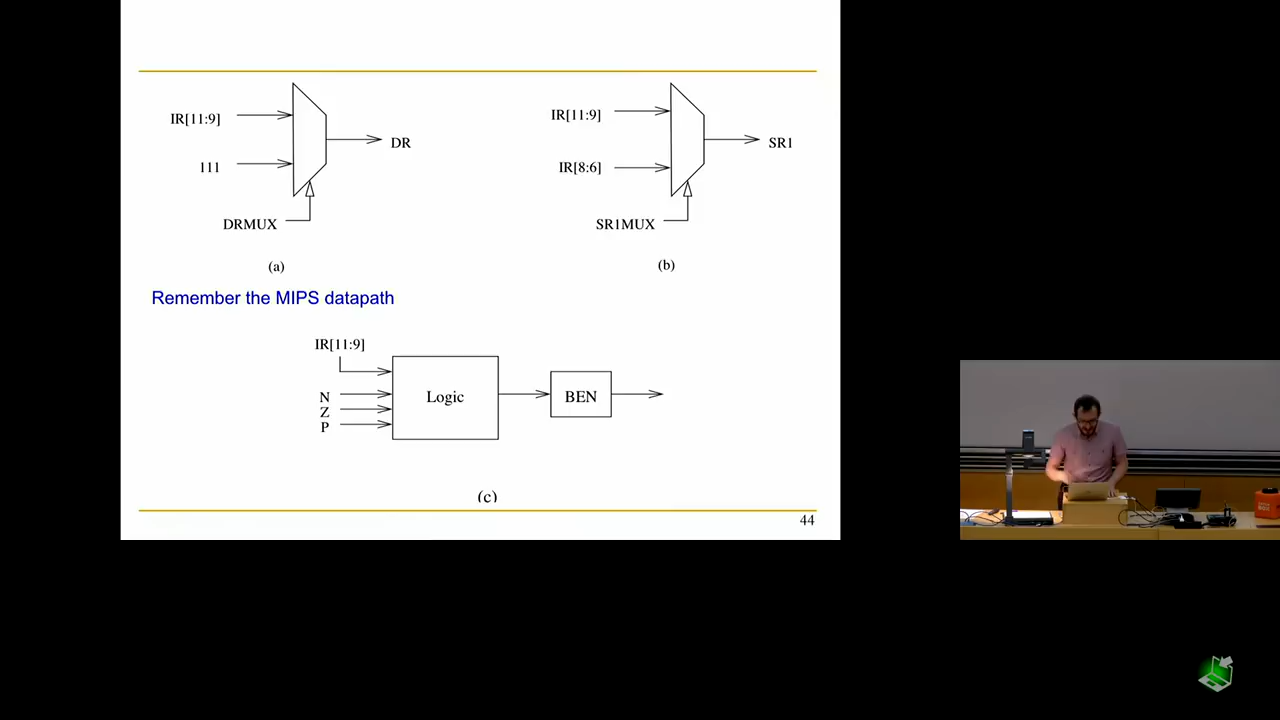 IR[11:9]
111
DR
DRMUX
(a)
IR[11:9]
IR[8:6]
SR1
SR1MUX
(b)
Remember the MIPS datapath
IR[11:9]
N
Z
P
Logic
BEN
(c)
44